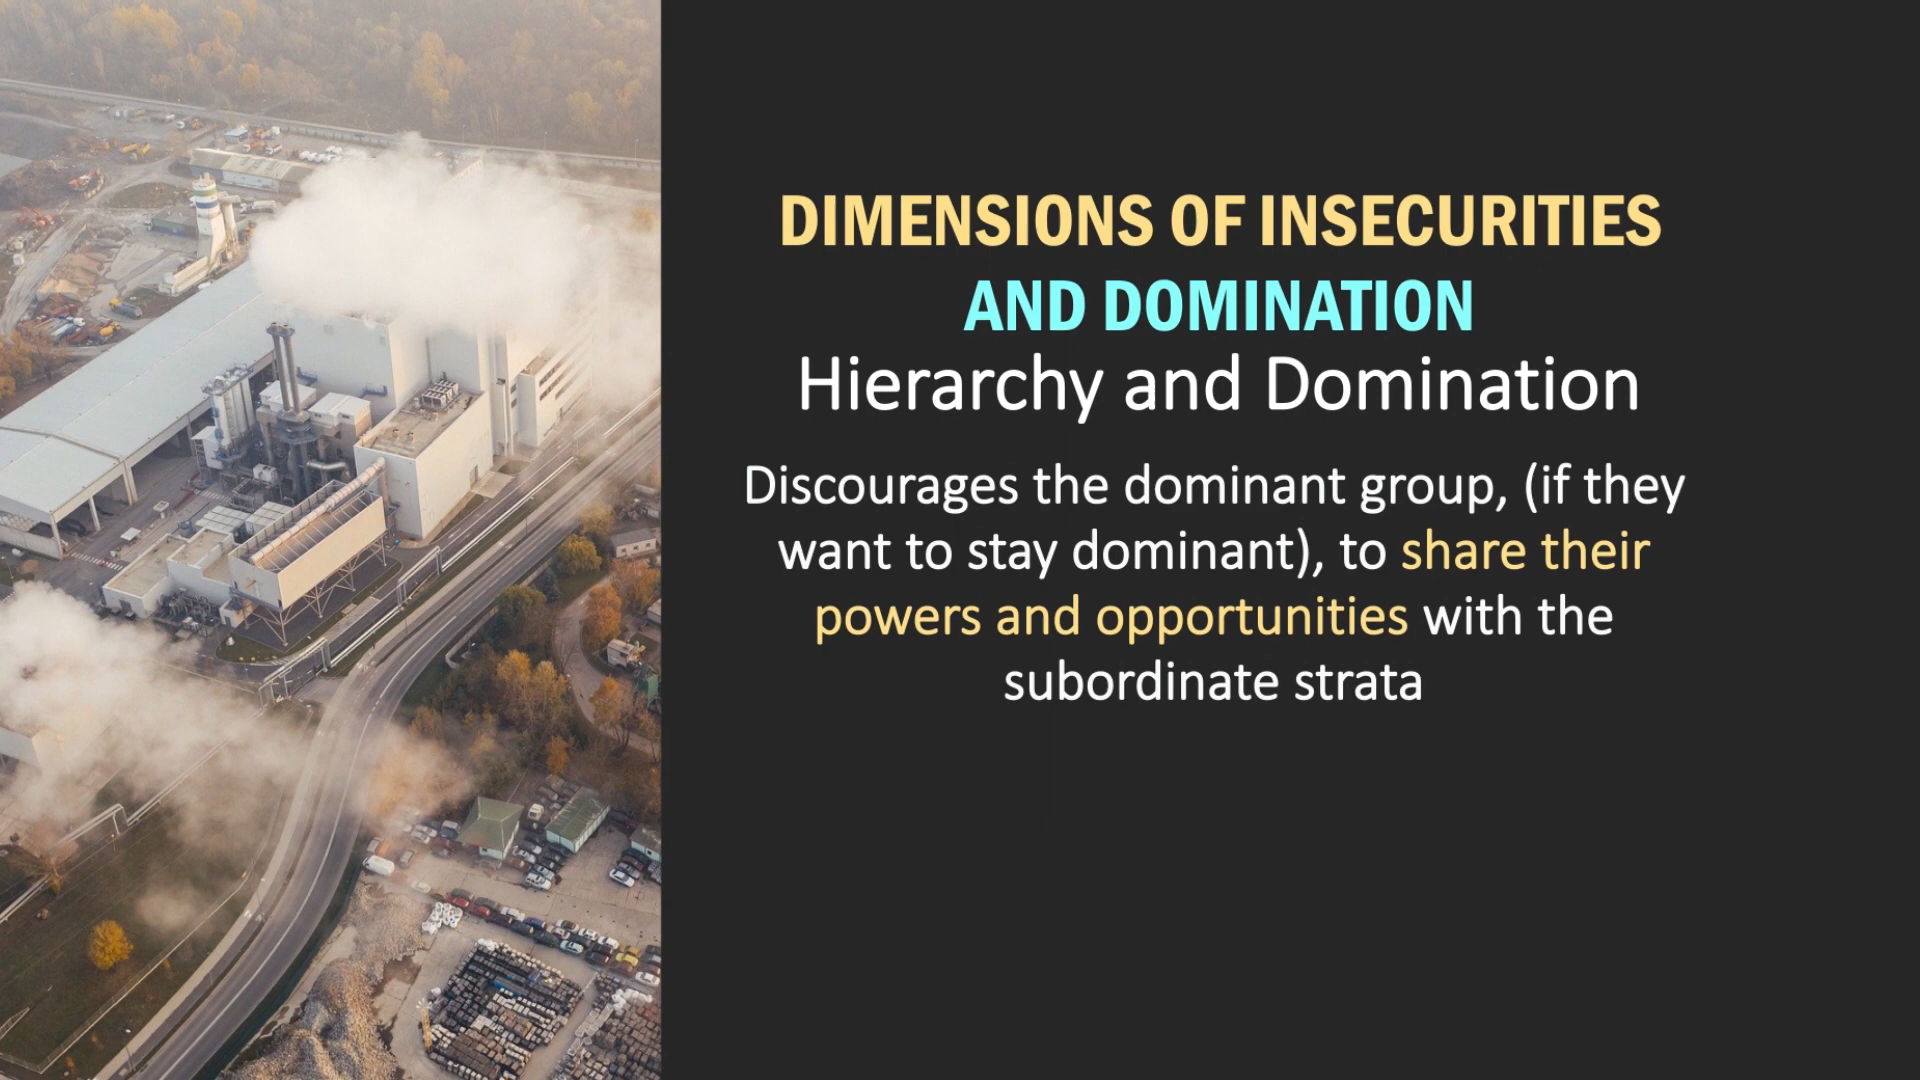 DIMENSIONS OF INSECURITIES
AND DOMINATION
Hierarchy and Domination
Discourages the dominant group, (if they
want to stay dominant), to share their
powers and opportunities with the
subordinate strata